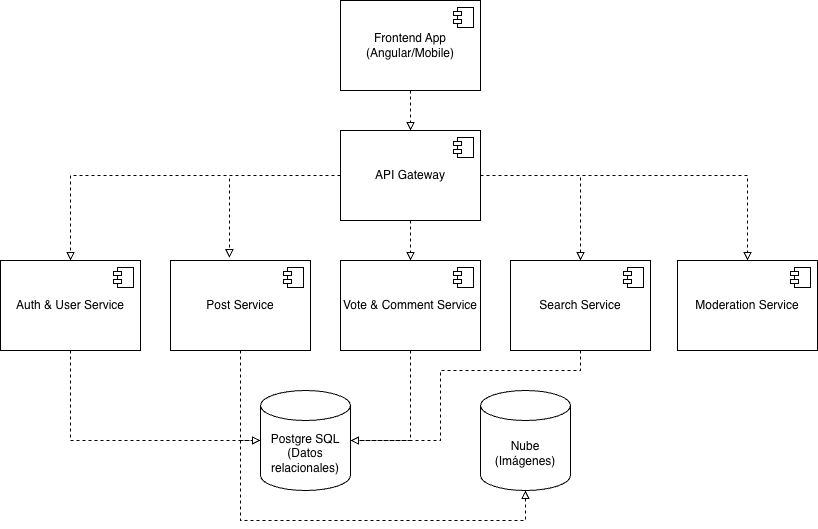 Frontend App
(Angular/Mobile)
API Gateway
Auth & User Service
Post Service
Vote & Comment Service
Search Service
Moderation Service
Postgre SQL
(Datos
relacionales)
Nube
(Imágenes)